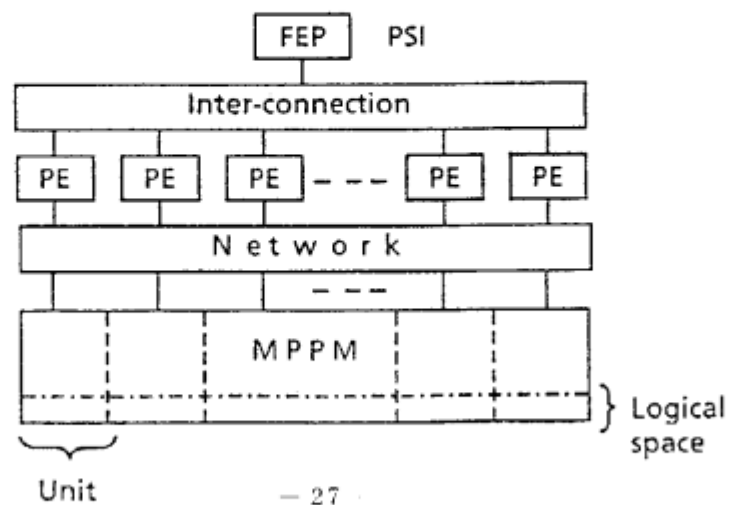 FEP PSI
Inter-connection
PE PE PE PE PE
Network
MPPM
Logical
space
Unit
— 27